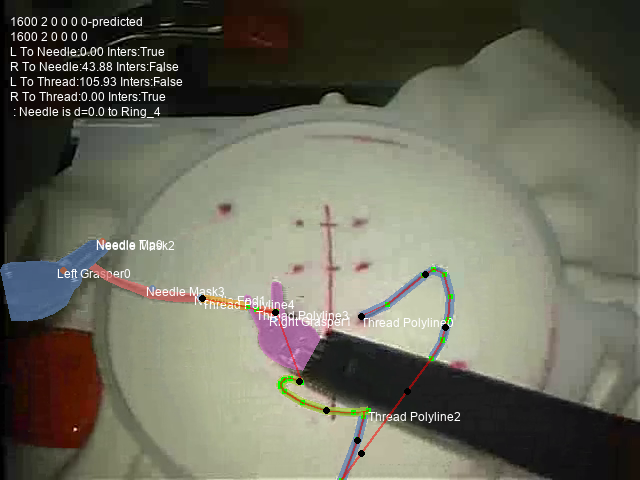 1600 2 0 0 0 0-predicted
1600 2 0 0 0 0
L To Needle:0.00 Inters:True
R To Needle:43.88 Inters:False
L To Thread:105.93 Inters:False
R To Thread:0.00 Inters:True
: Needle is d=0.0 to Ring_4
Needle Mask2
Left Grasper0
Needle Mask3
End1
Thread Polyline4
Thread Polyline3
Right Grasper1
Thread Polyline0
Thread Polyline2